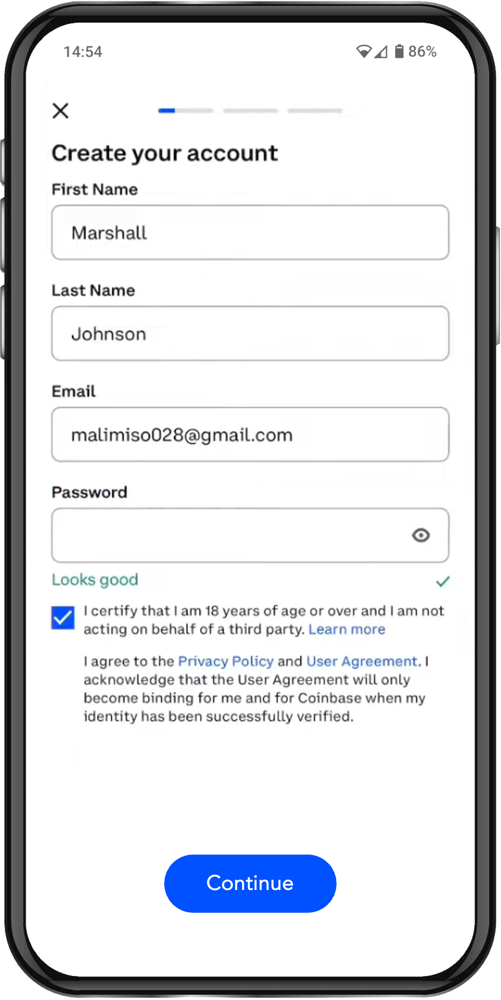 14:54 86%
Create your account
First Name
Marshall
Last Name
Johnson
Email
malimiso028@gmail.com
Password
Looks good
I certify that I am 18 years of age or over and I am not
acting on behalf of a third party. Learn more
I agree to the Privacy Policy and User Agreement. I
acknowledge that the User Agreement will only
become binding for me and for Coinbase when my
identity has been successfully verified.
Continue